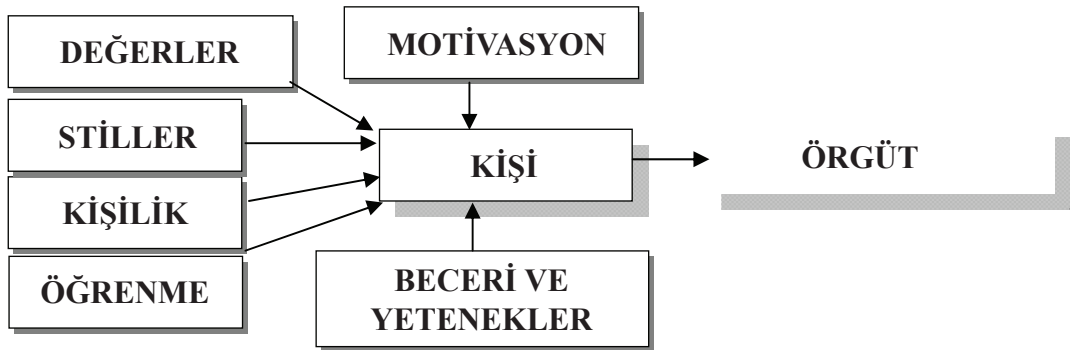 DEĞERLER
MOTİVASYON
STİLLER
KİŞİ
ÖRGÜT
KİŞİLİK
ÖĞRENME
BECERİ VE
YETENEKLER